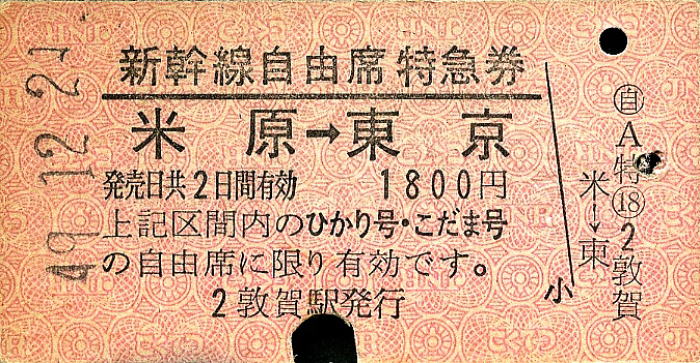 49.12.21
新幹線自由席特急券
米原→東京
発売日共2日間有効 1800円
上記区間内のひかり号・こだま号
の自由席に限り有効です。
2敦賀駅発行
小
㊂自A特⑱2敦賀
米→東